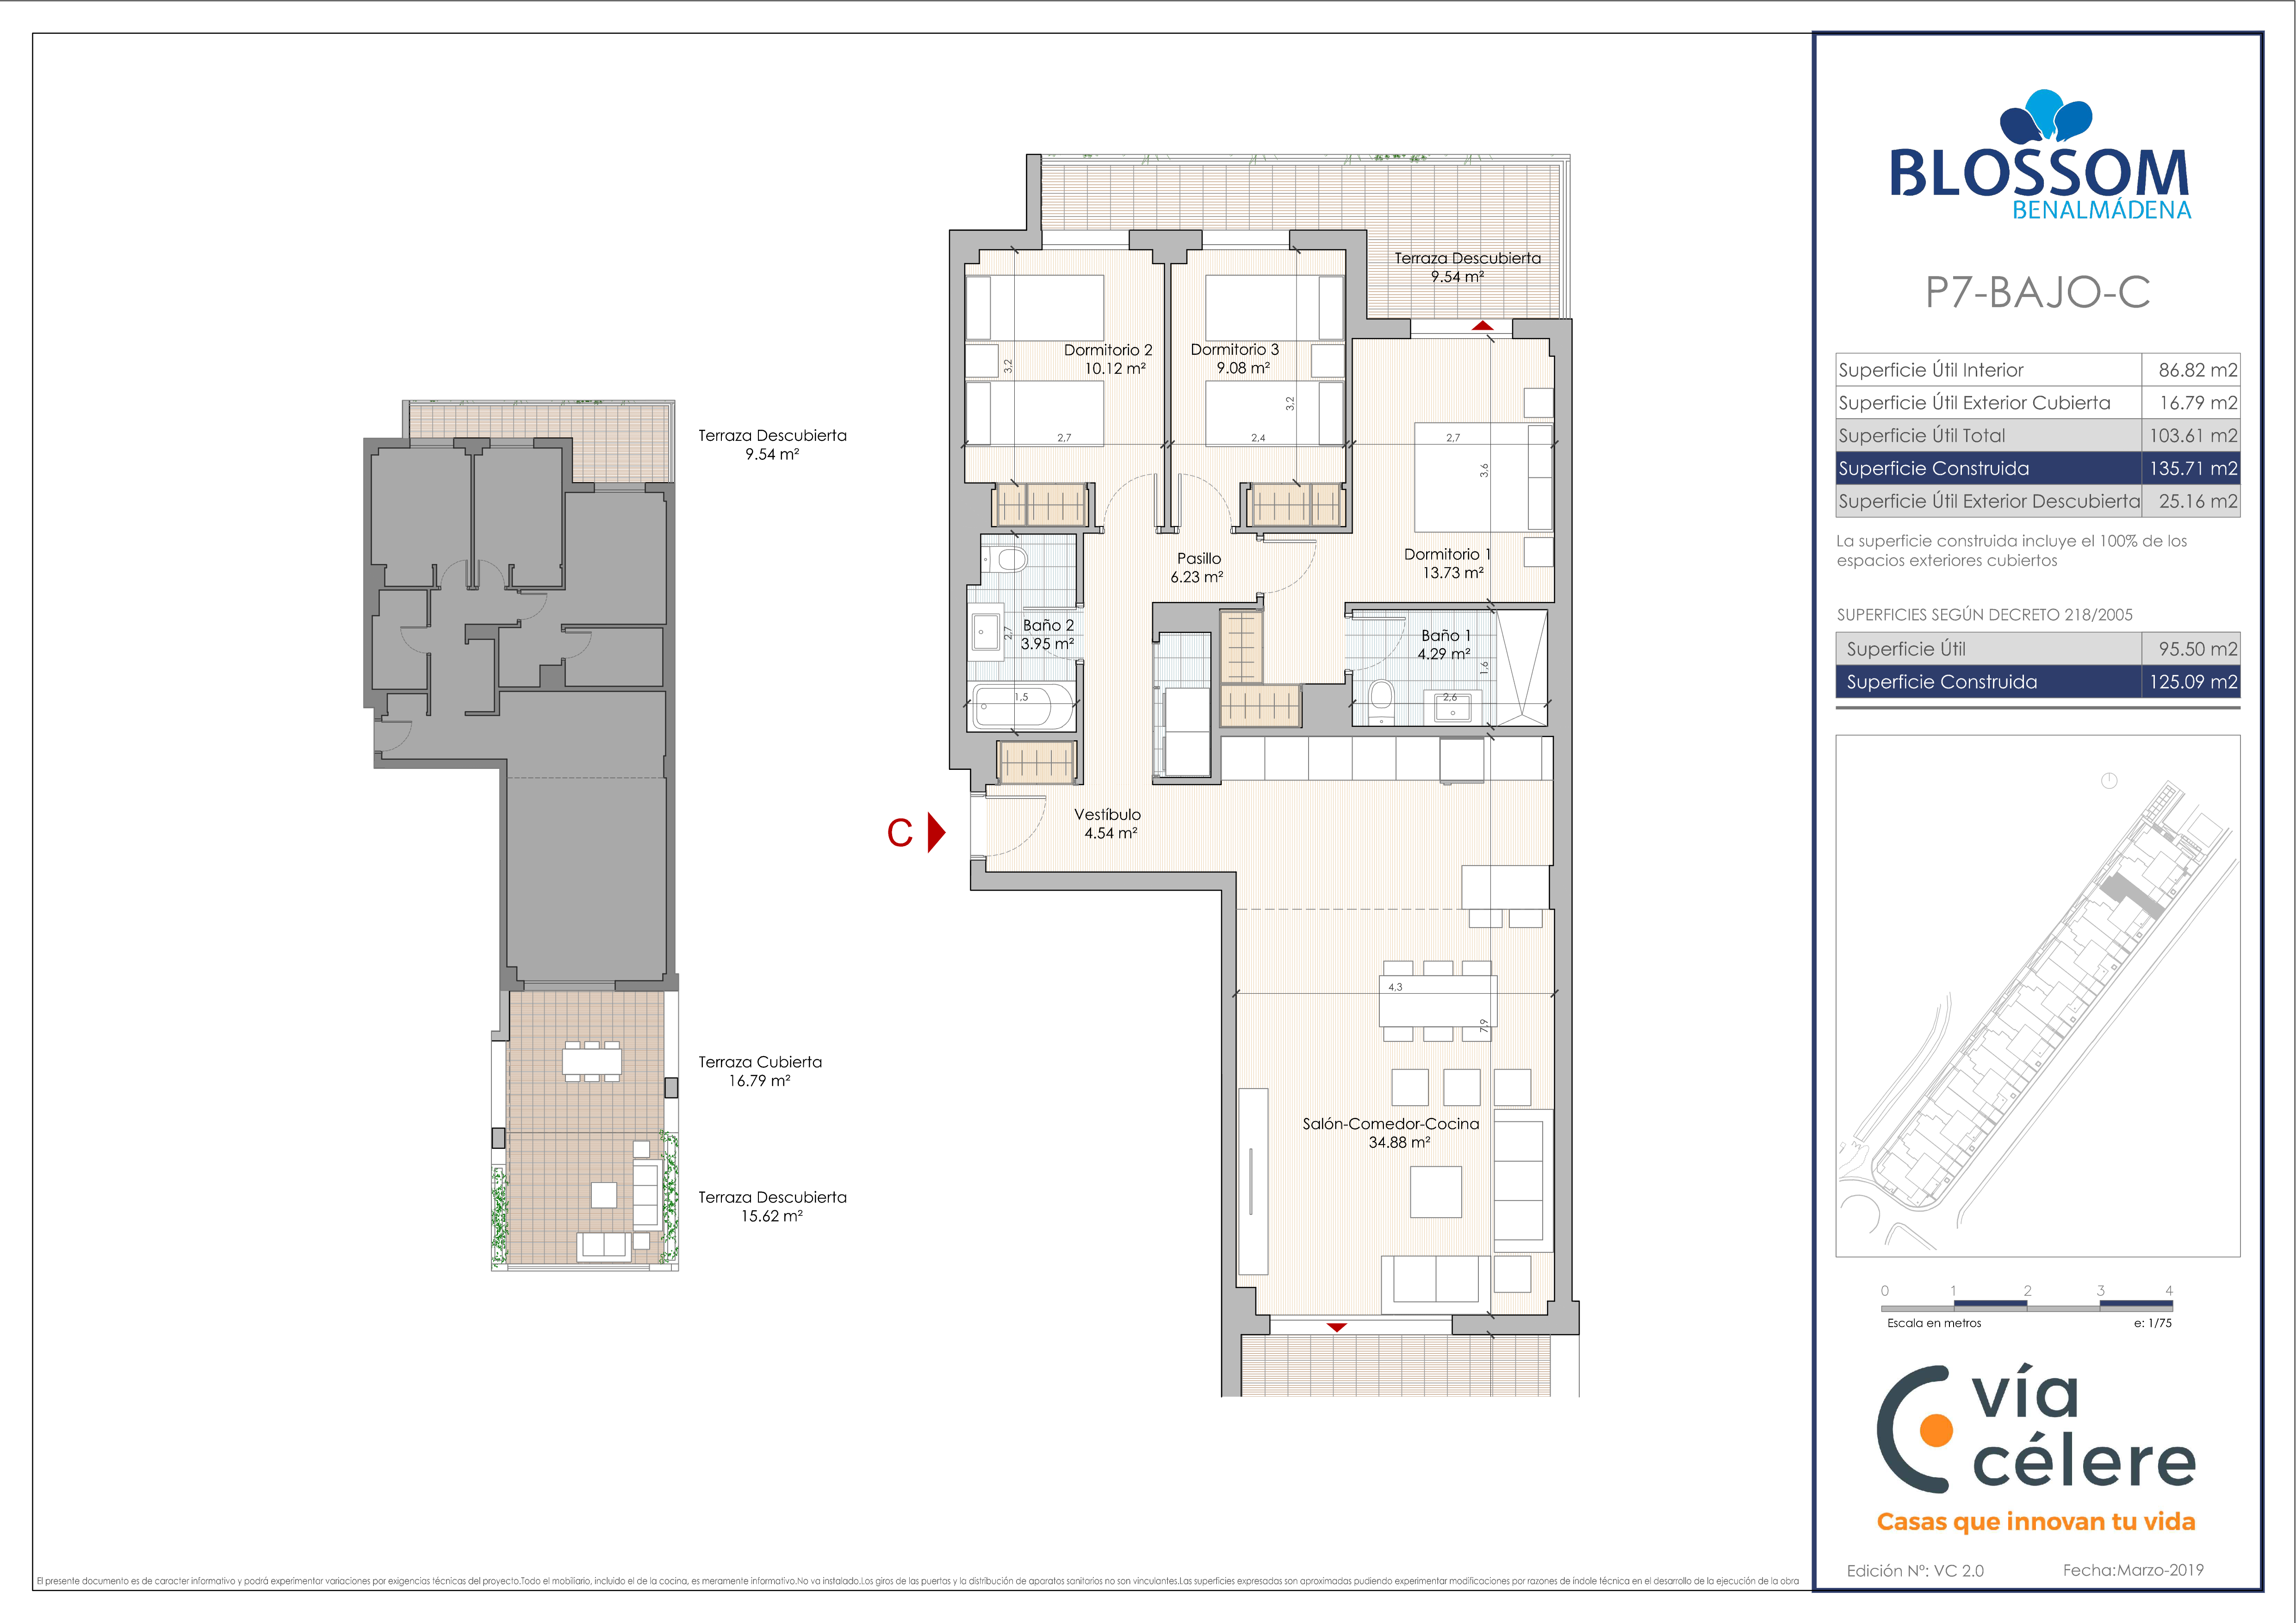 Terraza Descubierta
9.54 m²
Terraza Cubierta
16.79 m²
Terraza Descubierta
15.62 m²
Terraza Descubierta
9.54 m²
Dormitorio 2
10.12 m²
3,2
2,7
Dormitorio 3
9.08 m²
3,2
2,4
2,7
3,6
Dormitorio 1
13.73 m²
Pasillo
6.23 m²
Baño 2
3.95 m²
2,7
1,5
Baño 1
4.29 m²
1,6
2,6
Vestíbulo
4.54 m²
C
4,3
7,9
Salón-Comedor-Cocina
34.88 m²
BLOSSOM
BENALMÁDENA
P7-BAJO-C
Superficie Útil Interior 86.82 m2
Superficie Útil Exterior Cubierta 16.79 m2
Superficie Útil Total 103.61 m2
Superficie Construida 135.71 m2
Superficie Útil Exterior Descubierta 25.16 m2
La superficie construida incluye el 100% de los
espacios exteriores cubiertos
SUPERFICIES SEGÚN DECRETO 218/2005
Superficie Útil 95.50 m2
Superficie Construida 125.09 m2
0 1 2 3 4
Escala en metros e: 1/75
vía
célere
Casas que innovan tu vida
Edición Nº: VC 2.0 Fecha:Marzo-2019
El presente documento es de caracter informativo y podrá experimentar variaciones por exigencias técnicas del proyecto.Todo el mobiliario, incluido el de la cocina, es meramente informativo.No va instalado.Los giros de las puertas y la distribución de aparatos sanitarios no son vinculantes.Las superficies expresadas son aproximadas pudiendo experimentar modificaciones por razones de indole técnica en el desarrollo de la ejecución de la obra